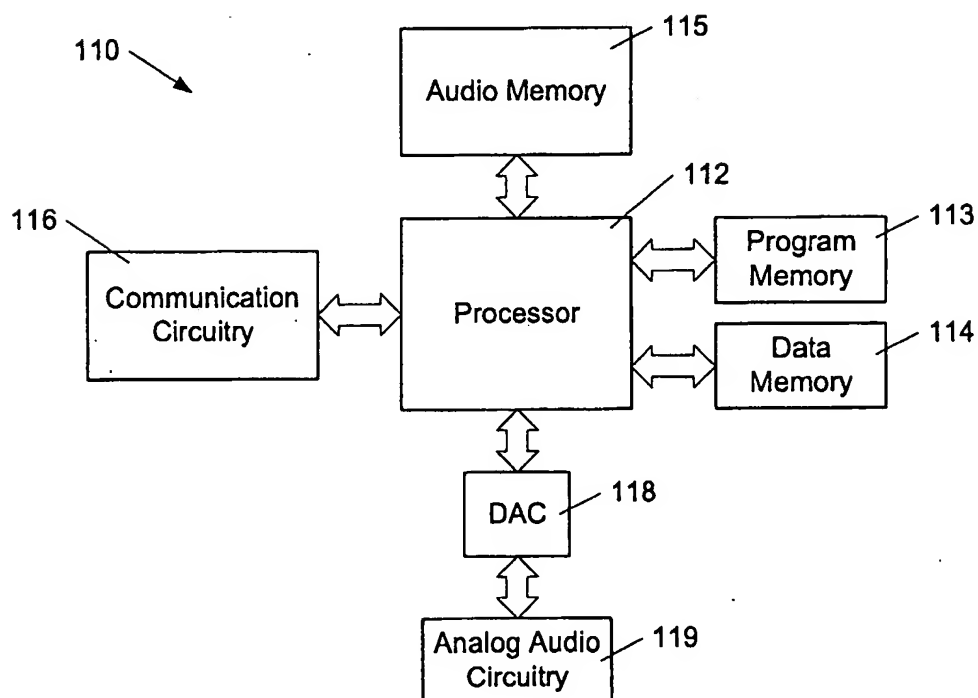 115
110
Audio Memory
112
116
113
Program
Memory
Communication
Circuitry
Processor
114
Data
Memory
118
DAC
119
Analog Audio
Circuitry